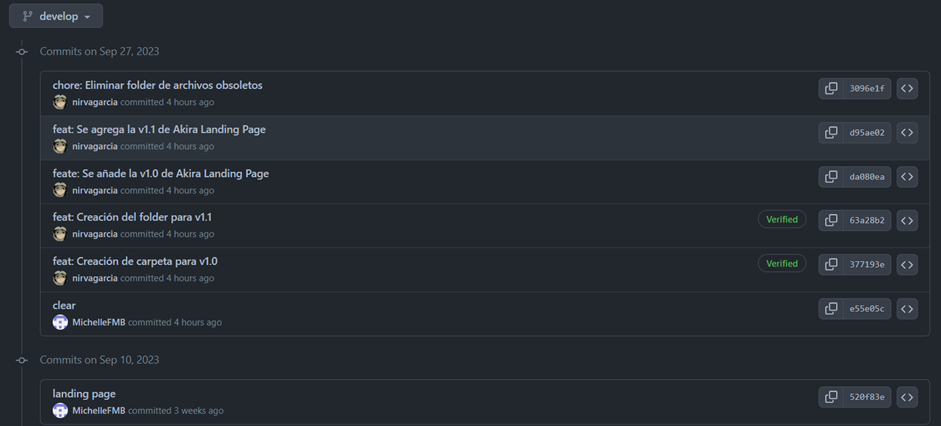 develop
Commits on Sep 27, 2023
chore: Eliminar folder de archivos obsoletos
nirvagarcia committed 4 hours ago
3096e1f
feat: Se agrega la v1.1 de Akira Landing Page
nirvagarcia committed 4 hours ago
d95ae02
feate: Se añade la v1.0 de Akira Landing Page
nirvagarcia committed 4 hours ago
da080ea
feat: Creación del folder para v1.1
nirvagarcia committed 4 hours ago
Verified
63a28b2
feat: Creación de carpeta para v1.0
nirvagarcia committed 4 hours ago
Verified
377193e
clear
MichelleFMB committed 4 hours ago
e55e05c
Commits on Sep 10, 2023
landing page
MichelleFMB committed 3 weeks ago
520f83e